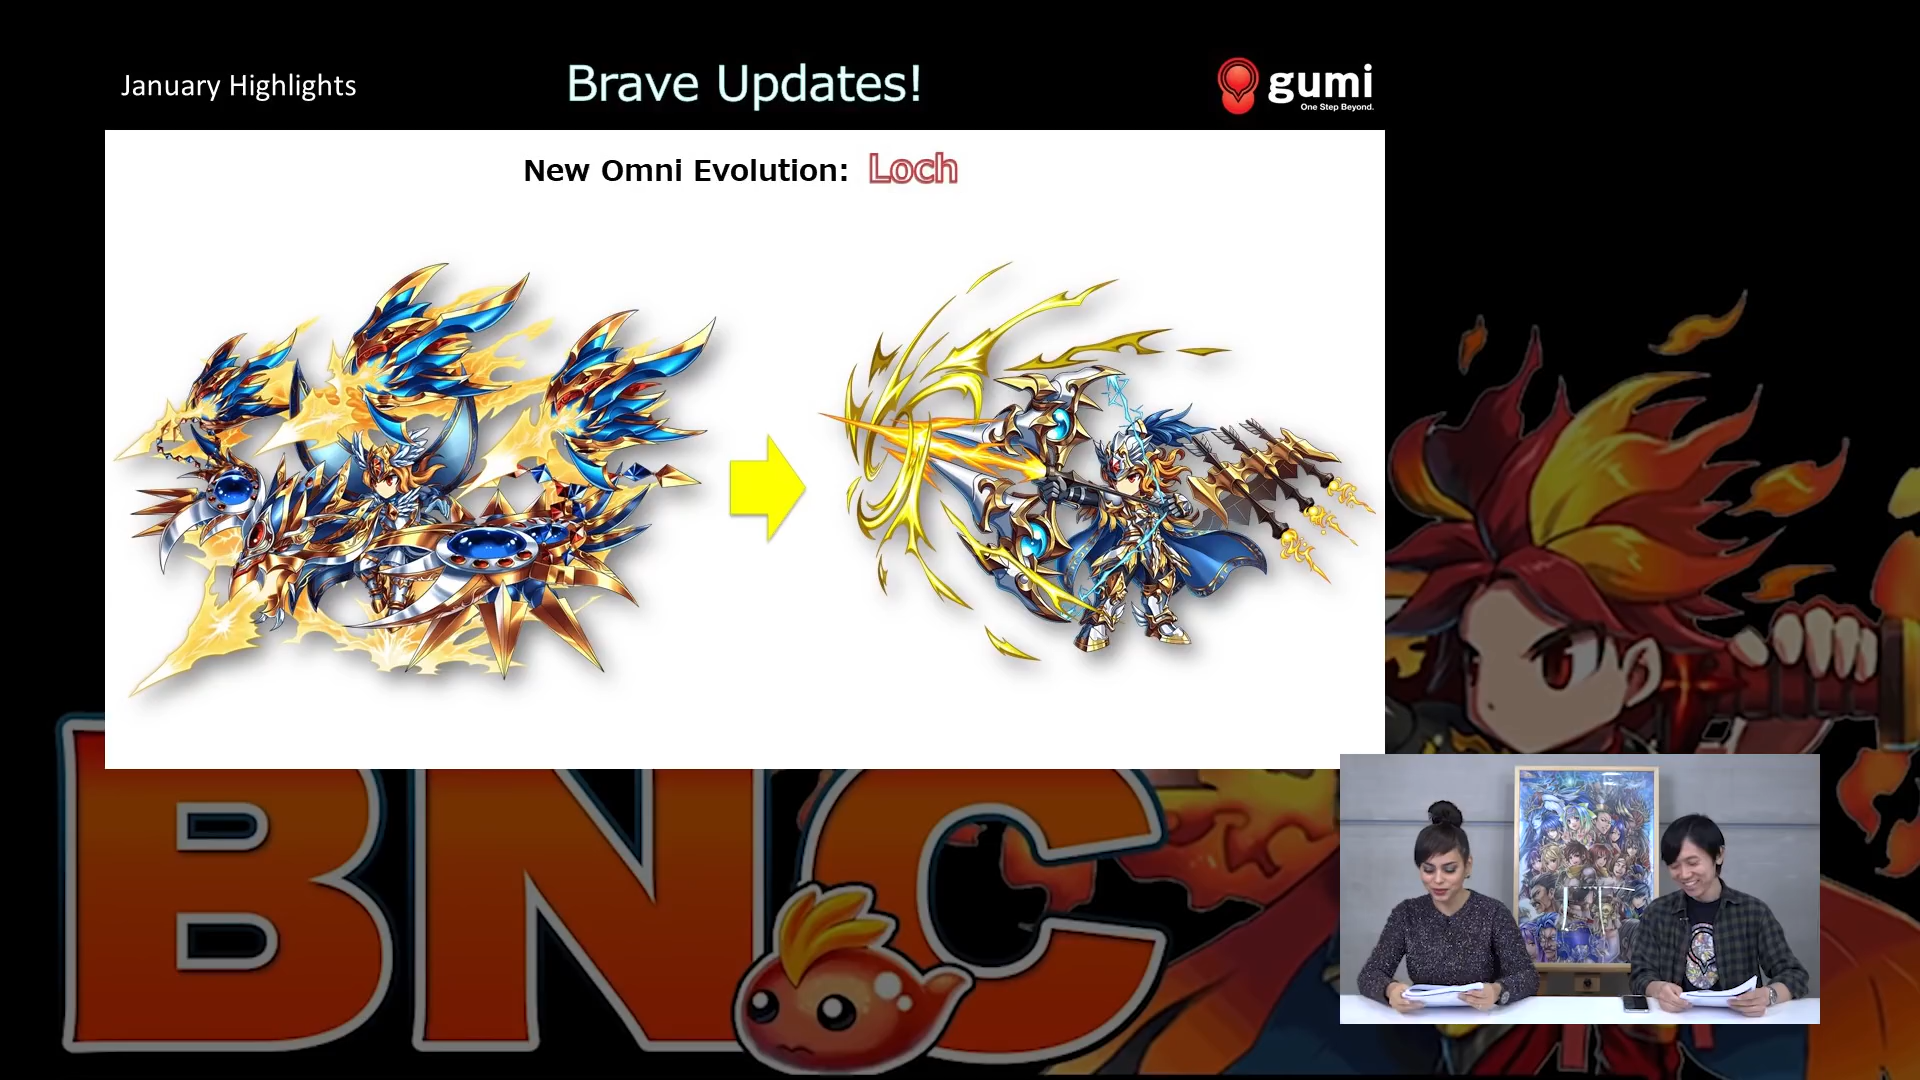 January Highlights
Brave Updates!
gumi
One Step Beyond.
New Omni Evolution: Loch
BNC